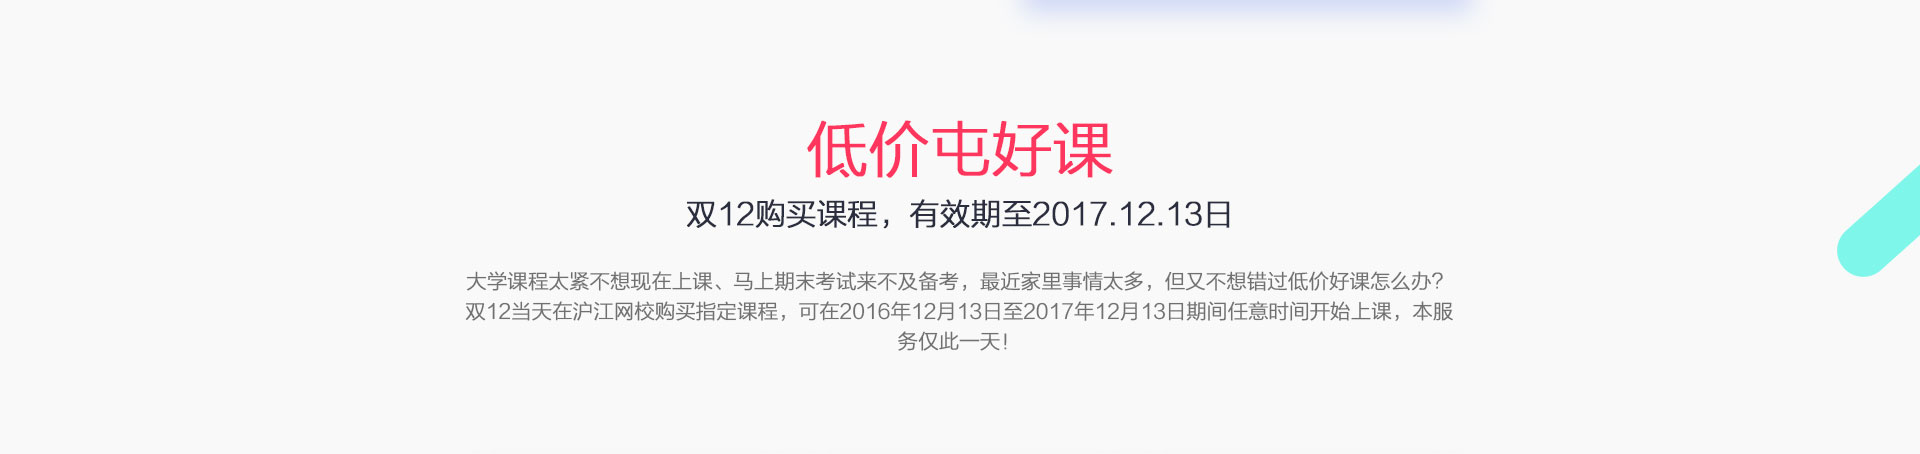 低价屯好课
双12购买课程，有效期至2017.12.13日
大学课程太紧不想现在上课、马上期末考试来不及备考，最近家里事情太多，但又不想错过低价好课怎么办？
双12当天在沪江网校购买指定课程，可在2016年12月13日至2017年12月13日期间任意时间开始上课，本服
务仅此一天！